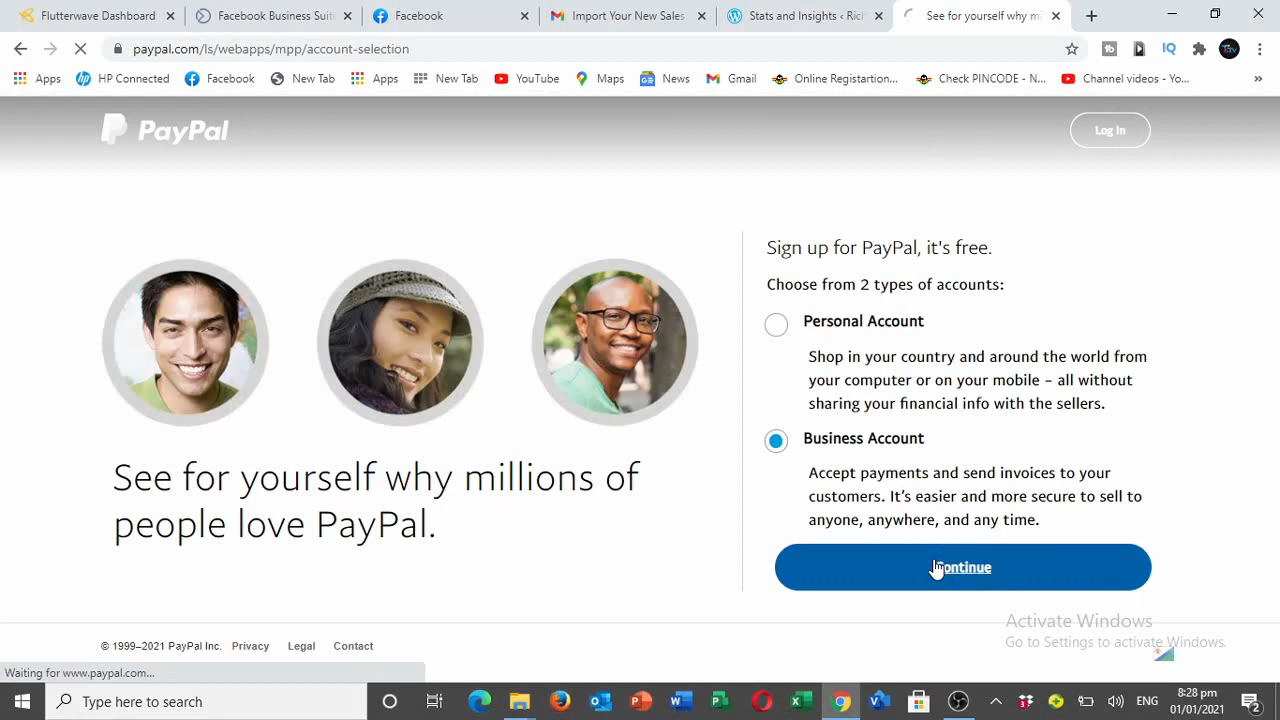 Flutterwave Dashboard
Facebook Business Suit
Facebook
Import Your New Sales
Stats and Insights ‹ Rich
See for yourself why m
paypal.com/ls/webapps/mpp/account-selection
IQ
Apps
HP Connected
Facebook
New Tab
Apps
New Tab
YouTube
Maps
News
Gmail
Online Registartion...
Check PINCODE - N...
Channel videos - Yo...
PayPal
Log In
Sign up for PayPal, it's free.
Choose from 2 types of accounts:
Personal Account
Shop in your country and around the world from
your computer or on your mobile – all without
sharing your financial info with the sellers.
Business Account
Accept payments and send invoices to your
customers. It’s easier and more secure to sell to
anyone, anywhere, and any time.
Continue
See for yourself why millions of
people love PayPal.
Activate Windows
Go to Settings to activate Windows.
© 1999–2021 PayPal Inc.
Privacy
Legal
Contact
Waiting for www.paypal.com...
Type here to search
ENG
8:28 pm
01/01/2021
2